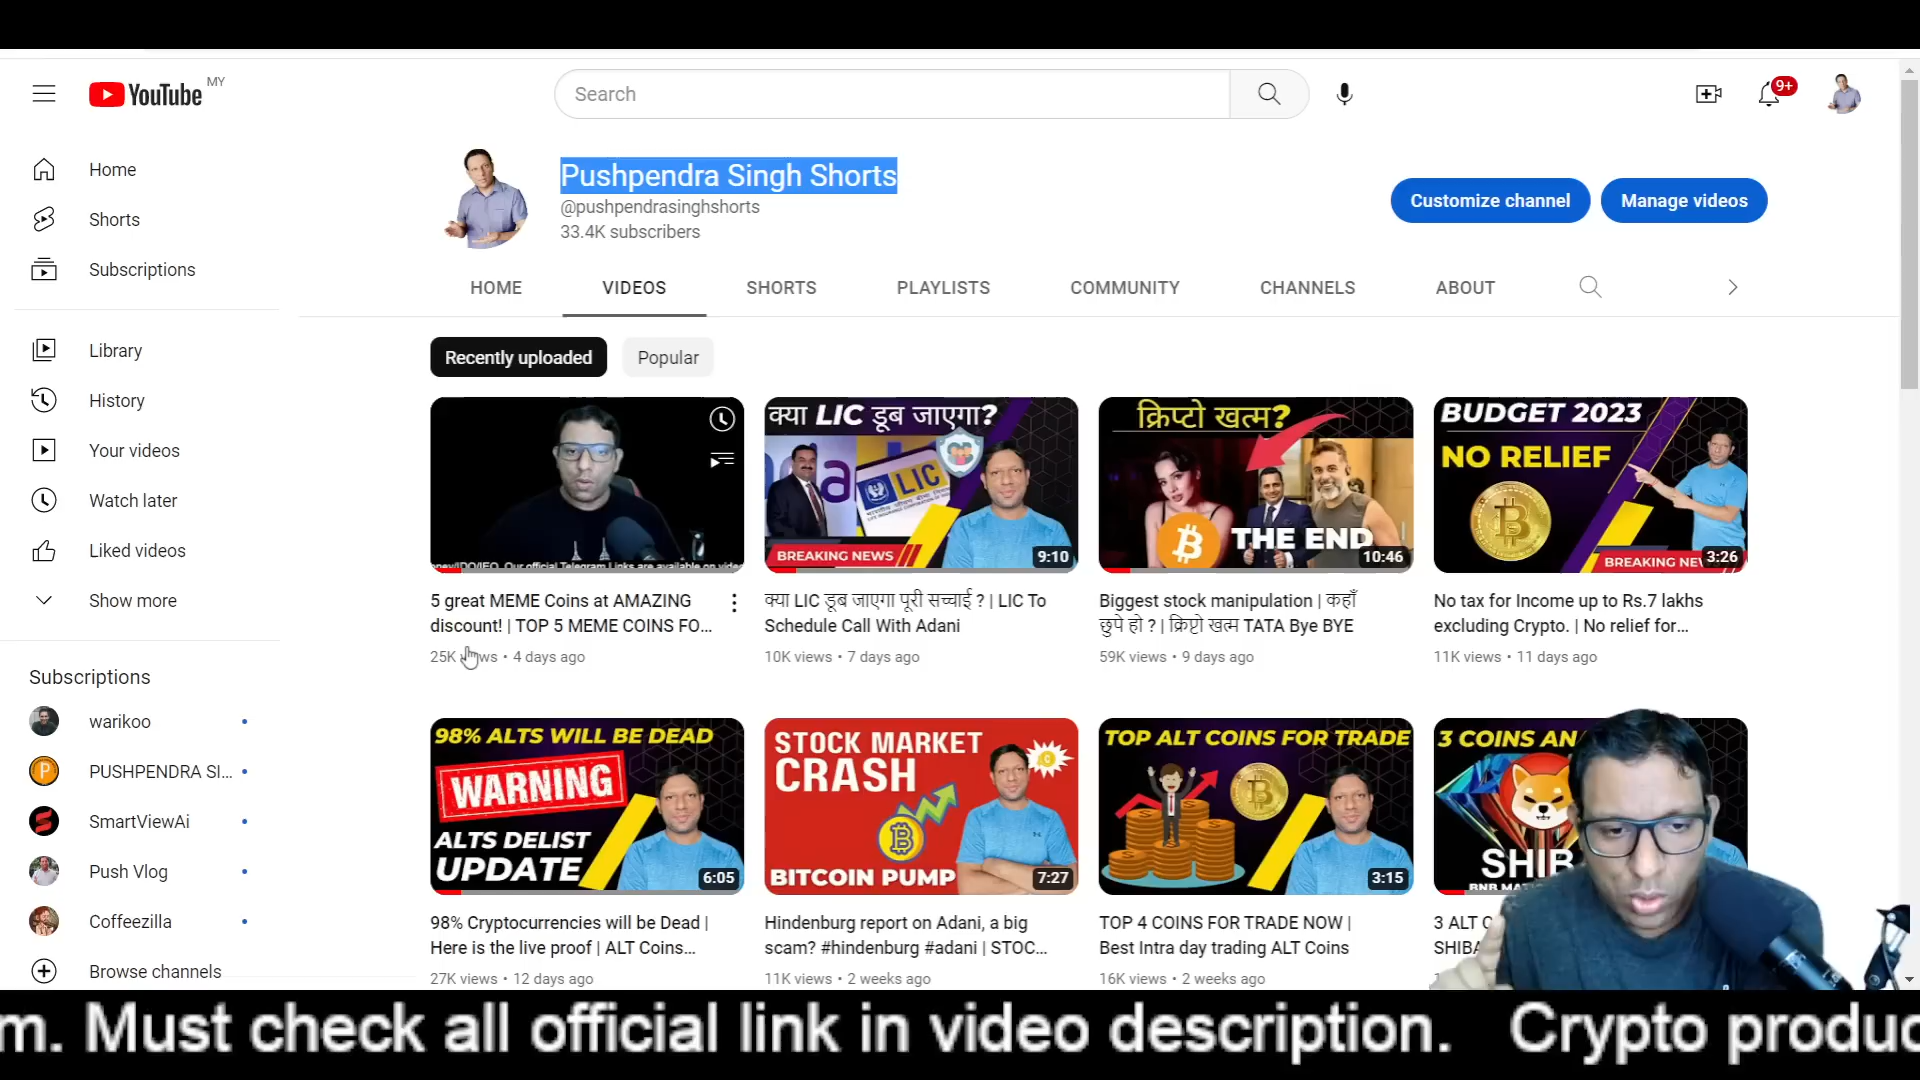 YouTube MY
Search
9+
Home
Shorts
Subscriptions
Library
History
Your videos
Watch later
Liked videos
Show more
Subscriptions
warikoo
PUSHPENDRA SI...
SmartViewAi
Push Vlog
Coffeezilla
Browse channels
Pushpendra Singh Shorts
@pushpendrasinghshorts
33.4K subscribers
Customize channel
Manage videos
HOME
VIDEOS
SHORTS
PLAYLISTS
COMMUNITY
CHANNELS
ABOUT
Recently uploaded
Popular
5 great MEME Coins at AMAZING
discount! | TOP 5 MEME COINS FO...
25K views • 4 days ago
क्या LIC डूब जाएगा?
LIC
BREAKING NEWS
9:10
क्या LIC डूब जाएगा पूरी सच्चाई ? | LIC To
Schedule Call With Adani
10K views • 7 days ago
क्रिप्टो खत्म?
THE END
10:46
Biggest stock manipulation | कहाँ
छुपे हो ? | क्रिप्टो खत्म TATA Bye BYE
59K views • 9 days ago
BUDGET 2023
NO RELIEF
BREAKING NEW
3:26
No tax for Income up to Rs.7 lakhs
excluding Crypto. | No relief for...
11K views • 11 days ago
98% ALTS WILL BE DEAD
WARNING
ALTS DELIST
UPDATE
6:05
98% Cryptocurrencies will be Dead |
Here is the live proof | ALT Coins...
27K views • 12 days ago
STOCK MARKET
CRASH
BITCOIN PUMP
7:27
Hindenburg report on Adani, a big
scam? #hindenburg #adani | STOC...
11K views • 2 weeks ago
TOP ALT COINS FOR TRADE
3:15
TOP 4 COINS FOR TRADE NOW |
Best Intra day trading ALT Coins
16K views • 2 weeks ago
3 COINS AN
SHIB
3 ALT C
SHIBA
m. Must check all official link in video description. Crypto produc